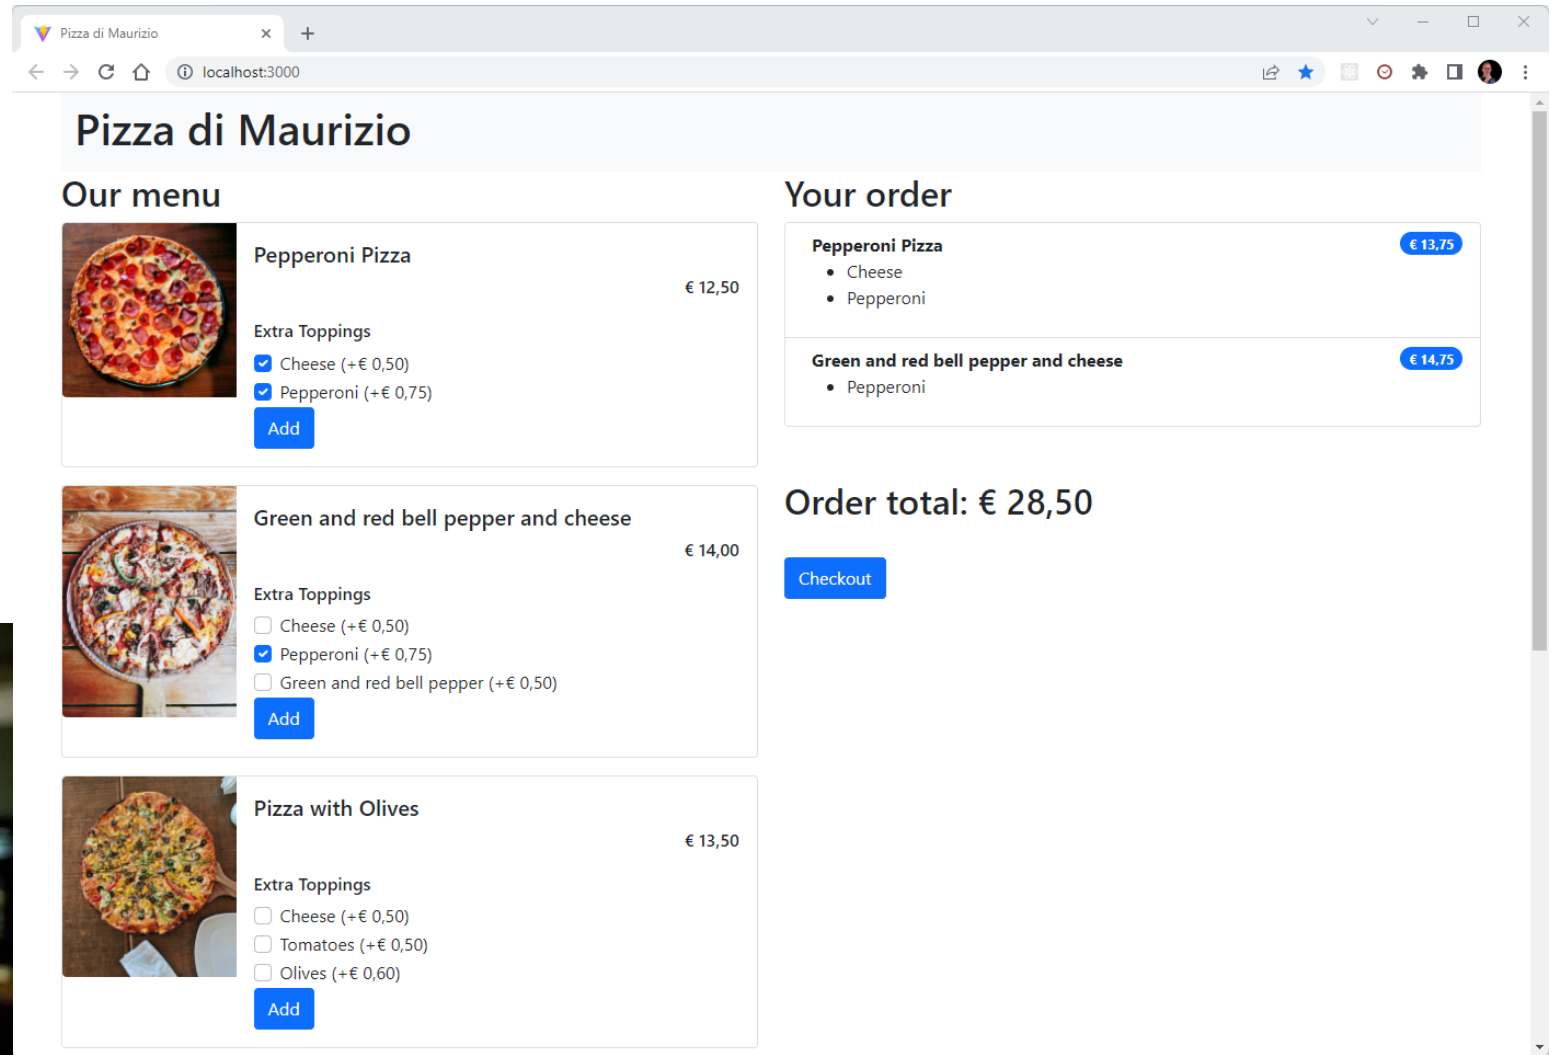 Pizza di Maurizio
localhost:3000
Pizza di Maurizio
Our menu
Pepperoni Pizza
€ 12,50
Extra Toppings
Cheese (+€ 0,50)
Pepperoni (+€ 0,75)
Add
Green and red bell pepper and cheese
€ 14,00
Extra Toppings
Cheese (+€ 0,50)
Pepperoni (+€ 0,75)
Green and red bell pepper (+€ 0,50)
Add
Pizza with Olives
€ 13,50
Extra Toppings
Cheese (+€ 0,50)
Tomatoes (+€ 0,50)
Olives (+€ 0,60)
Add
Your order
Pepperoni Pizza
€ 13,75
Cheese
Pepperoni
Green and red bell pepper and cheese
€ 14,75
Pepperoni
Order total: € 28,50
Checkout